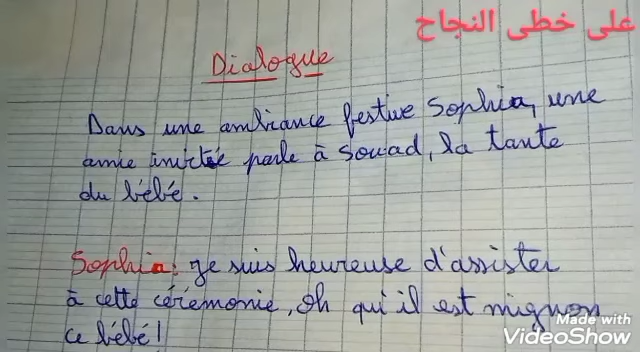 على خطى النجاح
Dialogue
Dans une ambiance festive Sophia, une
amie invitée parle à Souad, la tante
du bébé.
Sophia: je suis heureuse d'assister
à cette cérémonie, oh qu'il est mignon
ce bébé!
Made with
VideoShow